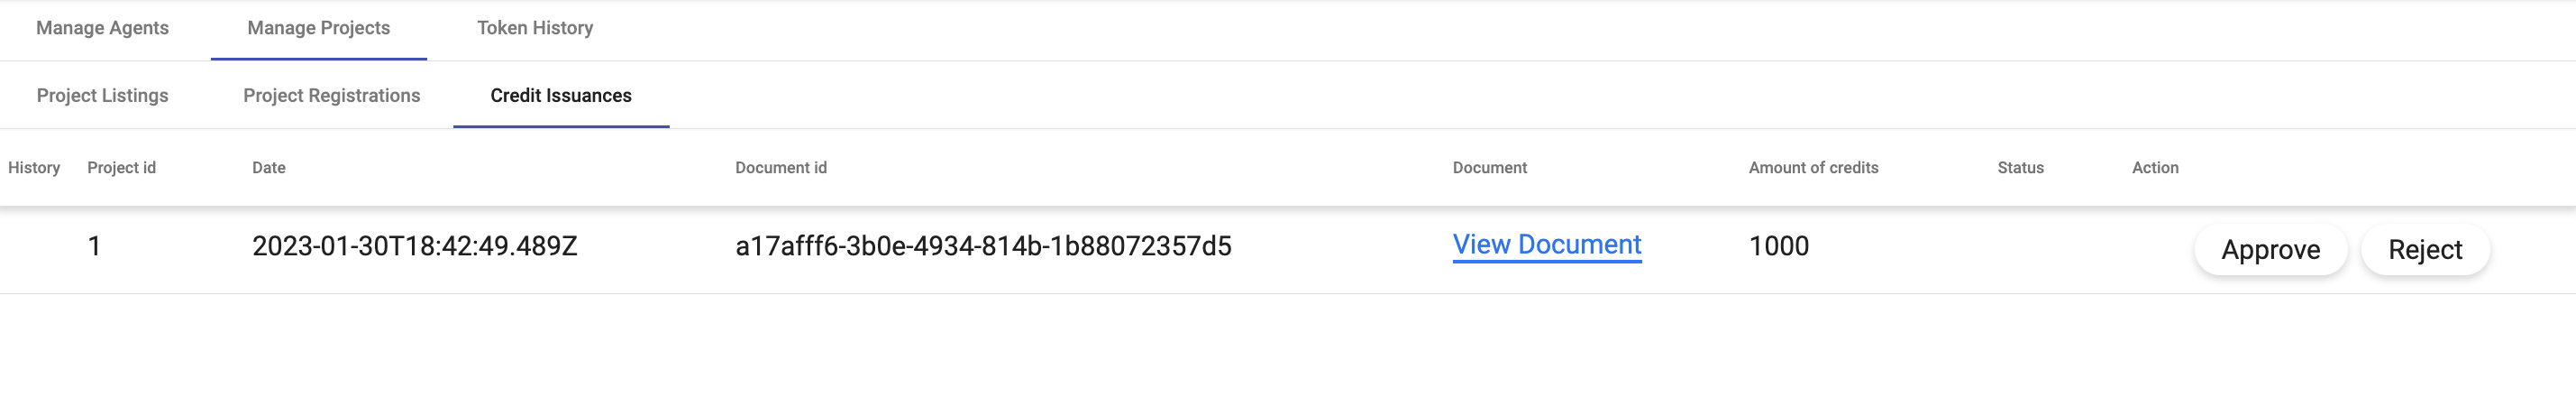 Manage Agents Manage Projects Token History
Project Listings Project Registrations Credit Issuances
History Project id Date Document id Document Amount of credits Status Action
1 2023-01-30T18:42:49.489Z a17afff6-3b0e-4934-814b-1b88072357d5 View Document 1000 Approve Reject